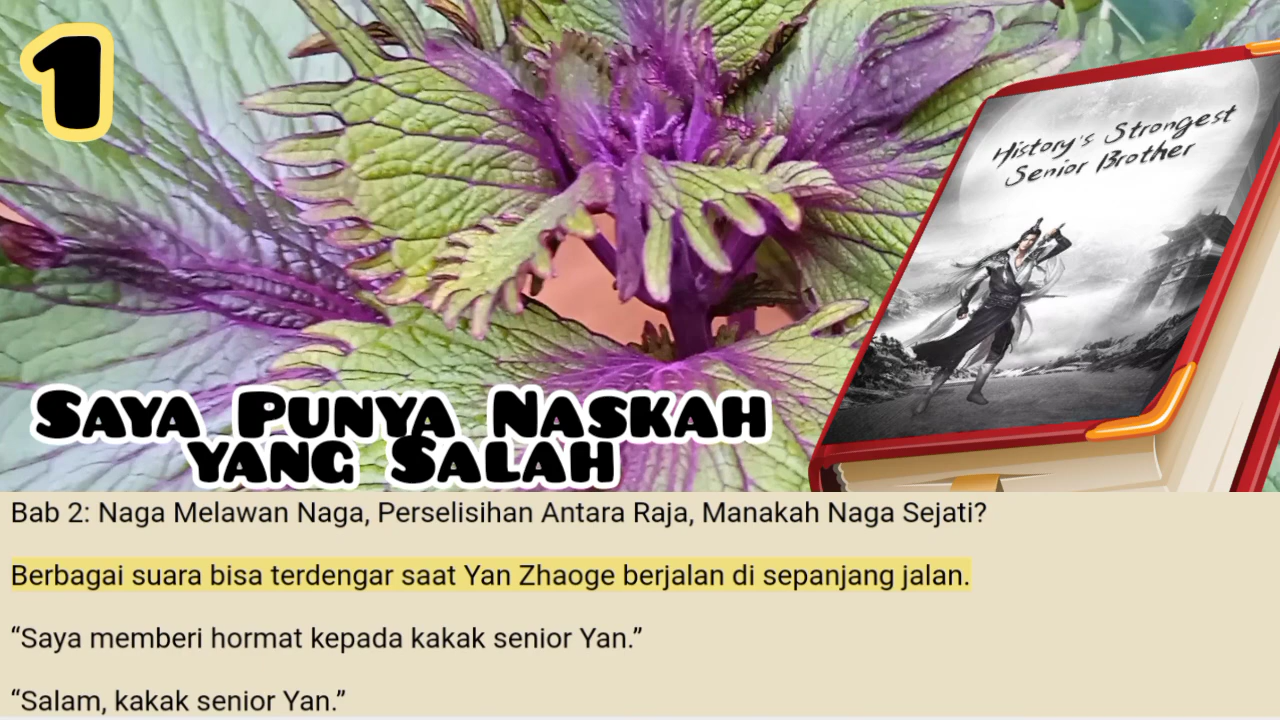 1
History's Strongest
Senior Brother
Saya Punya Naskah
yang Salah
Bab 2: Naga Melawan Naga, Perselisihan Antara Raja, Manakah Naga Sejati?
Berbagai suara bisa terdengar saat Yan Zhaoge berjalan di sepanjang jalan.
“Saya memberi hormat kepada kakak senior Yan.”
“Salam, kakak senior Yan.”